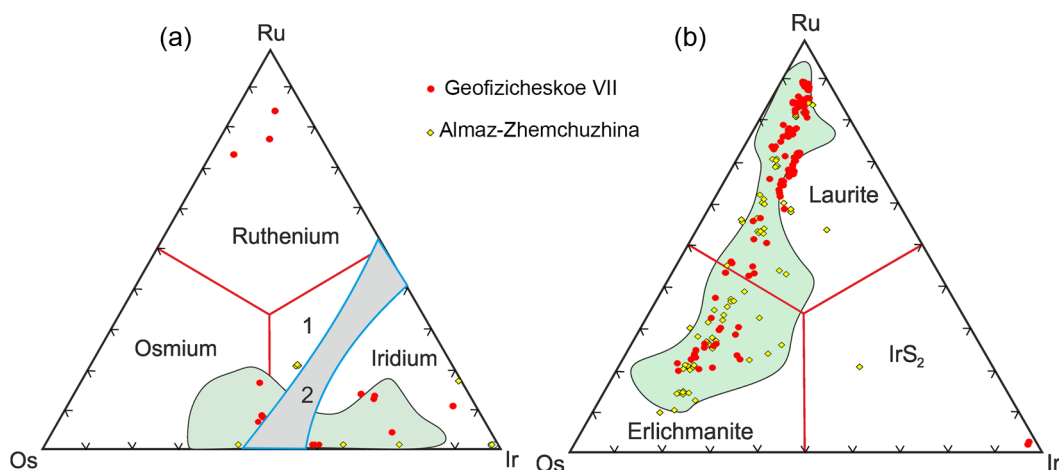 (a)
Ru
Geofizicheskoe VII
Almaz-Zhemchuzhina
Ruthenium
Osmium
1
Iridium
2
Os
Ir
(b)
Ru
Laurite
IrS₂
Erlichmanite
Os
Ir